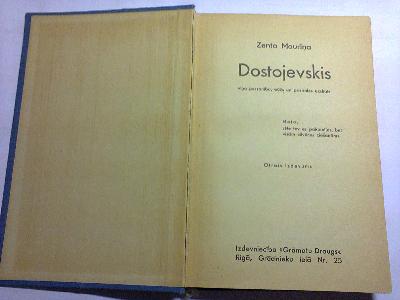 Zenta Mauriņa
Dostojevskis
viņa personība, mūžs un pasaules uzskats
Otrais izdevums
Izdevniecība «Grāmatu Draugs»
Rīgā, Grēcinieku ielā Nr. 25